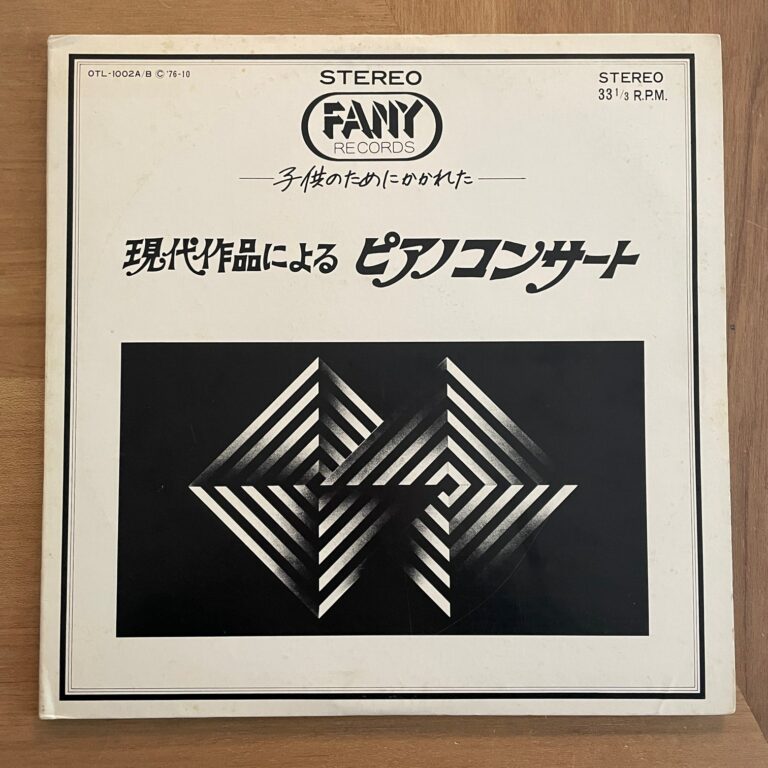 OTL-1002A/B Ⓒ '76-10
STEREO
STEREO
33 1/3 R.P.M.
FANY
RECORDS
子供のためにかかれた
現代作品による ピアノコンサート